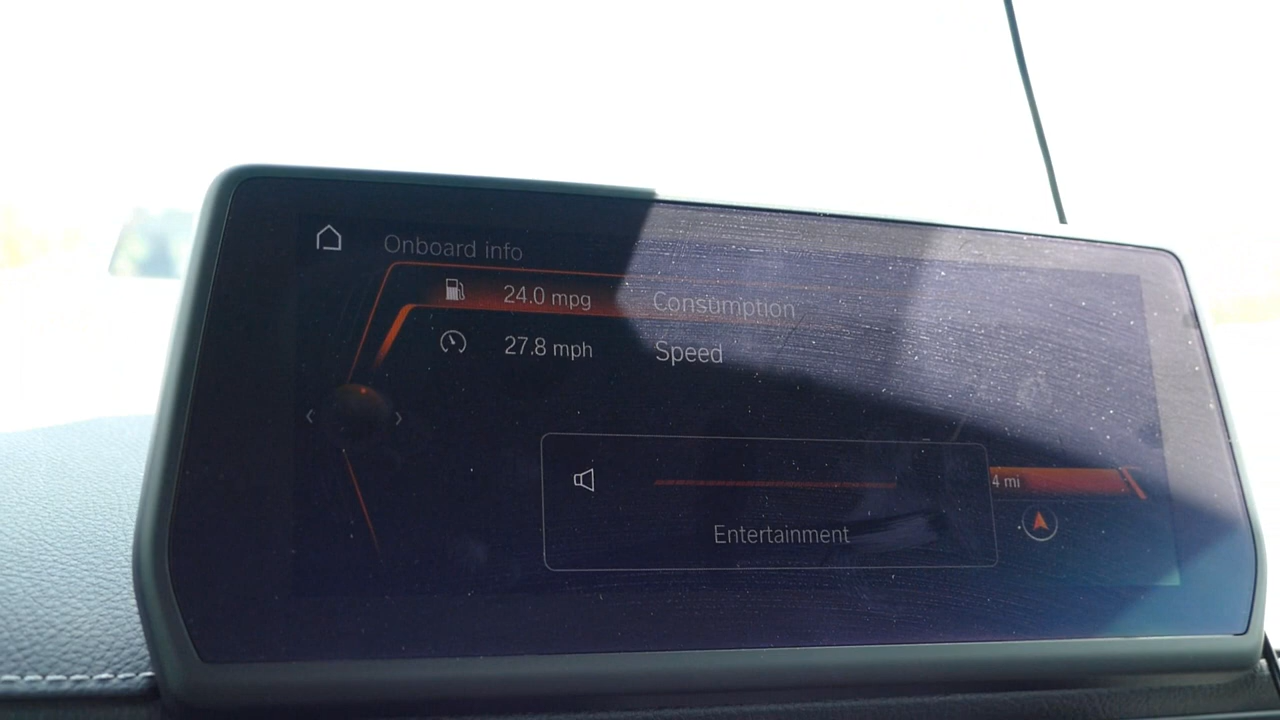 Onboard info
24.0 mpg Consumption
27.8 mph Speed
4 mi
Entertainment